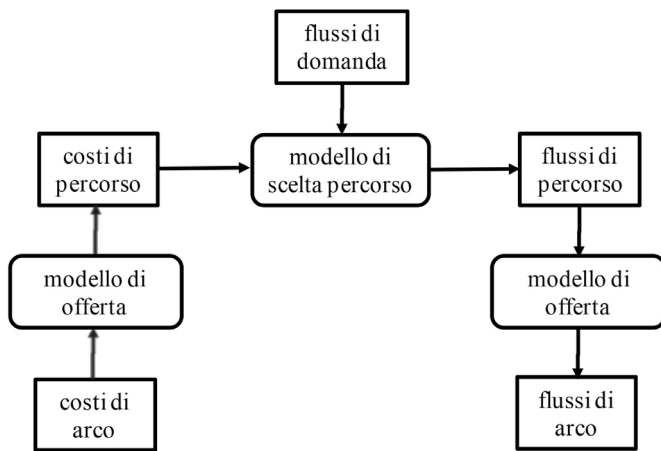 flussi di
domanda
costi di
percorso
modello di
scelta percorso
flussi di
percorso
modello di
offerta
modello di
offerta
costi di
arco
flussi di
arco